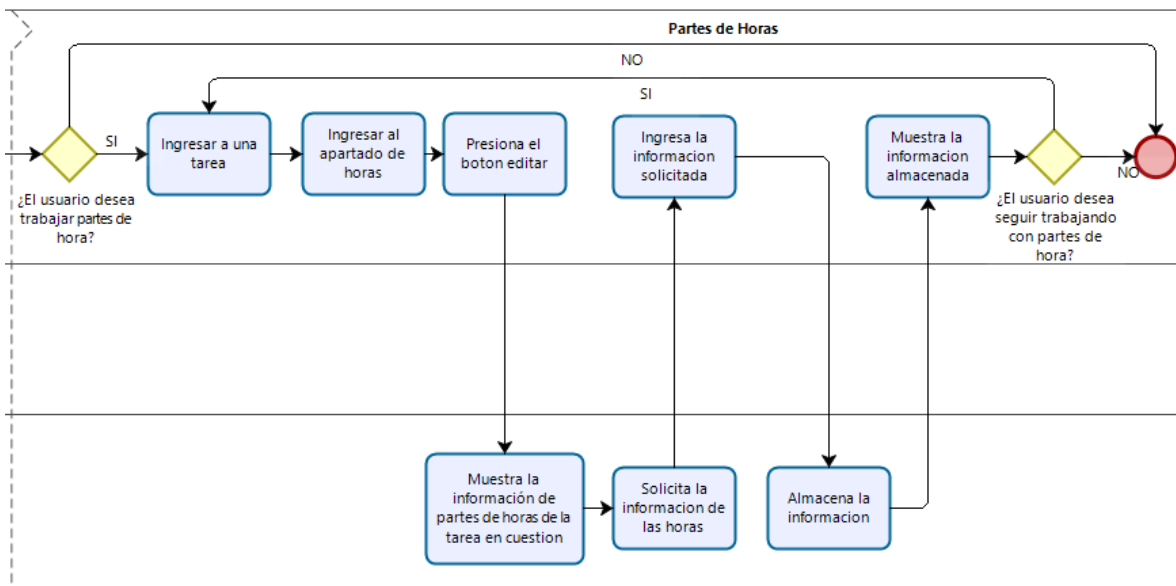 Partes de Horas
NO
SI
SI
Ingresar a una
tarea
Ingresar al
apartado de
horas
Presiona el
boton editar
Ingresa la
informacion
solicitada
Muestra la
informacion
almacenada
NO
¿El usuario desea
trabajar partes de
hora?
¿El usuario desea
seguir trabajando
con partes de
hora?
Muestra la
información de
partes de horas de la
tarea en cuestion
Solicita la
informacion de
las horas
Almacena la
informacion